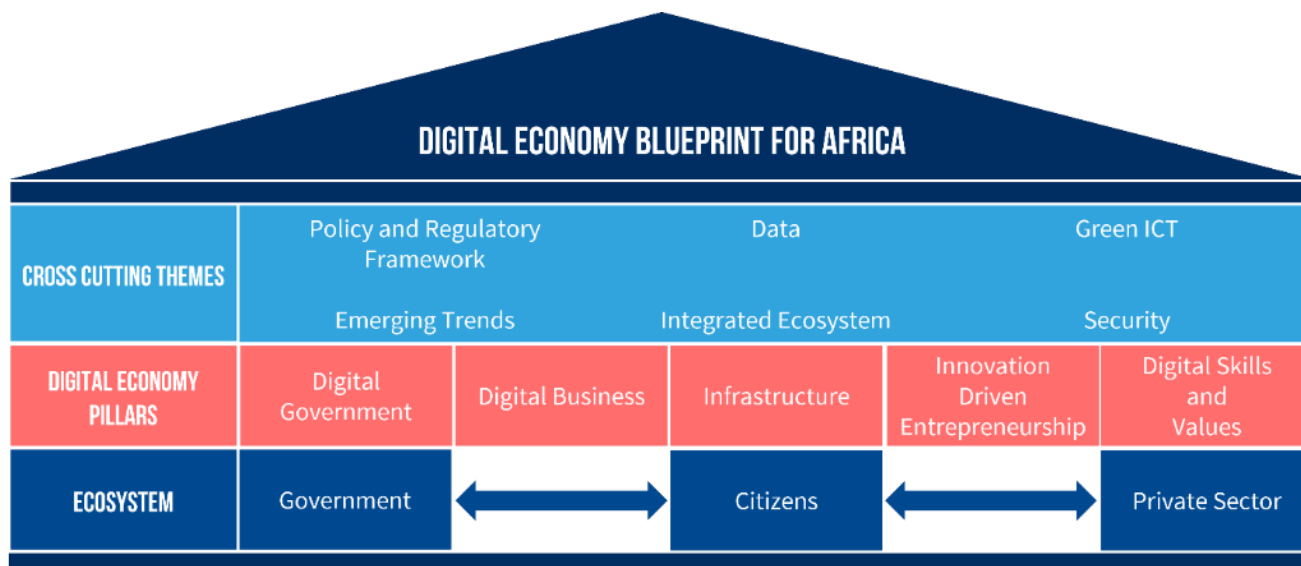 DIGITAL ECONOMY BLUEPRINT FOR AFRICA
CROSS CUTTING THEMES
Policy and Regulatory
Framework
Data
Green ICT
Emerging Trends
Integrated Ecosystem
Security
DIGITAL ECONOMY
PILLARS
Digital
Government
Digital Business
Infrastructure
Innovation
Driven
Entrepreneurship
Digital Skills
and
Values
ECOSYSTEM
Government
Citizens
Private Sector